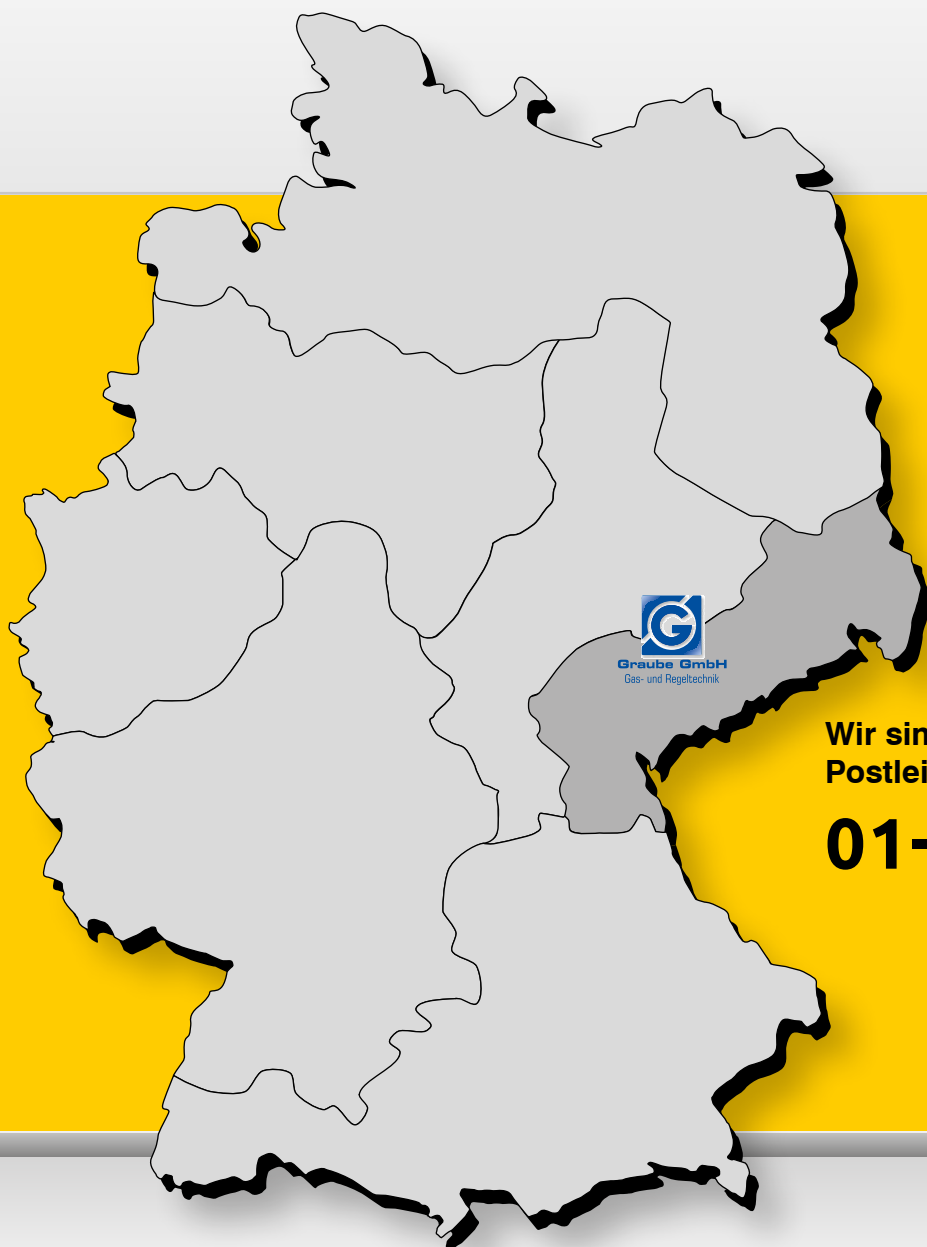 Graube GmbH
Gas- und Regeltechnik
Wir sin
Postlei
01-